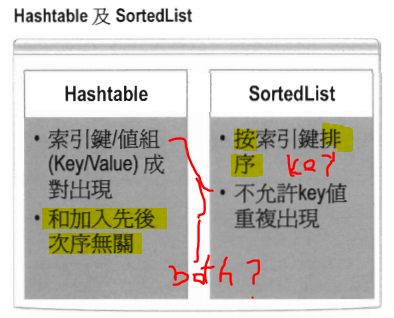 Hashtable 及 SortedList
Hashtable
• 索引鍵/值組
(Key/Value) 成
對出現
• 和加入先後
次序無關
SortedList
• 按索引鍵排
序
key
• 不允許key值
重複出現
both?